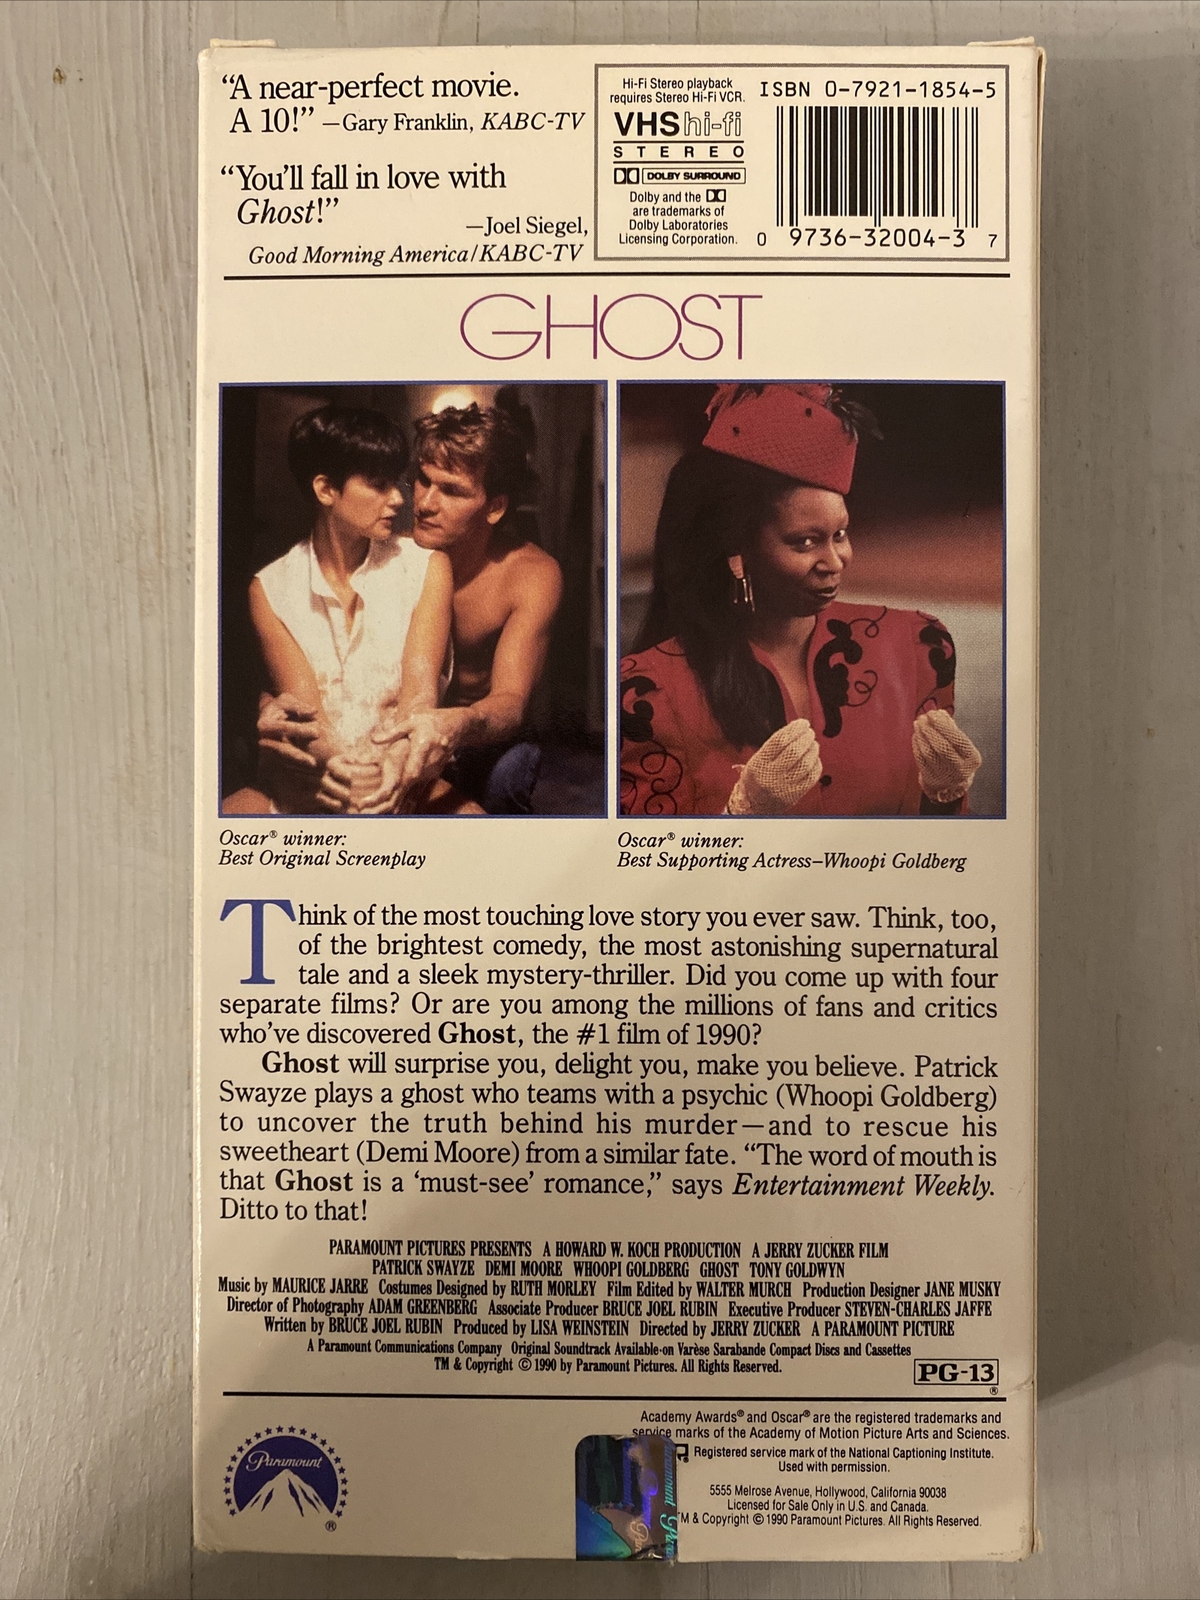 “A near-perfect movie.
A 10!” —Gary Franklin, KABC-TV
“You'll fall in love with
Ghost!”
—Joel Siegel,
Good Morning America/KABC-TV
Hi-Fi Stereo playback
requires Stereo Hi-Fi VCR.
VHS hi-fi
STEREO
DOLBY SURROUND
Dolby and the
are trademarks of
Dolby Laboratories
Licensing Corporation.
ISBN 0-7921-1854-5
0 9736-32004-3 7
GHOST
Oscar® winner:
Best Original Screenplay
Oscar® winner:
Best Supporting Actress–Whoopi Goldberg
Think of the most touching love story you ever saw. Think, too,
of the brightest comedy, the most astonishing supernatural
tale and a sleek mystery-thriller. Did you come up with four
separate films? Or are you among the millions of fans and critics
who've discovered Ghost, the #1 film of 1990?
Ghost will surprise you, delight you, make you believe. Patrick
Swayze plays a ghost who teams with a psychic (Whoopi Goldberg)
to uncover the truth behind his murder—and to rescue his
sweetheart (Demi Moore) from a similar fate. “The word of mouth is
that Ghost is a ‘must-see’ romance,” says Entertainment Weekly.
Ditto to that!
PARAMOUNT PICTURES PRESENTS A HOWARD W. KOCH PRODUCTION A JERRY ZUCKER FILM
PATRICK SWAYZE DEMI MOORE WHOOPI GOLDBERG GHOST TONY GOLDWYN
Music by MAURICE JARRE Costumes Designed by RUTH MORLEY Film Edited by WALTER MURCH Production Designer JANE MUSKY
Director of Photography ADAM GREENBERG Associate Producer BRUCE JOEL RUBIN Executive Producer STEVEN-CHARLES JAFFE
Written by BRUCE JOEL RUBIN Produced by LISA WEINSTEIN Directed by JERRY ZUCKER A PARAMOUNT PICTURE
A Paramount Communications Company Original Soundtrack Available on Varèse Sarabande Compact Discs and Cassettes
TM & Copyright © 1990 by Paramount Pictures. All Rights Reserved.
PG-13
®
Paramount
®
Academy Awards® and Oscar® are the registered trademarks and
service marks of the Academy of Motion Picture Arts and Sciences.
Registered service mark of the National Captioning Institute.
Used with permission.
5555 Melrose Avenue, Hollywood, California 90038
Licensed for Sale Only in U.S. and Canada.
TM & Copyright © 1990 Paramount Pictures. All Rights Reserved.